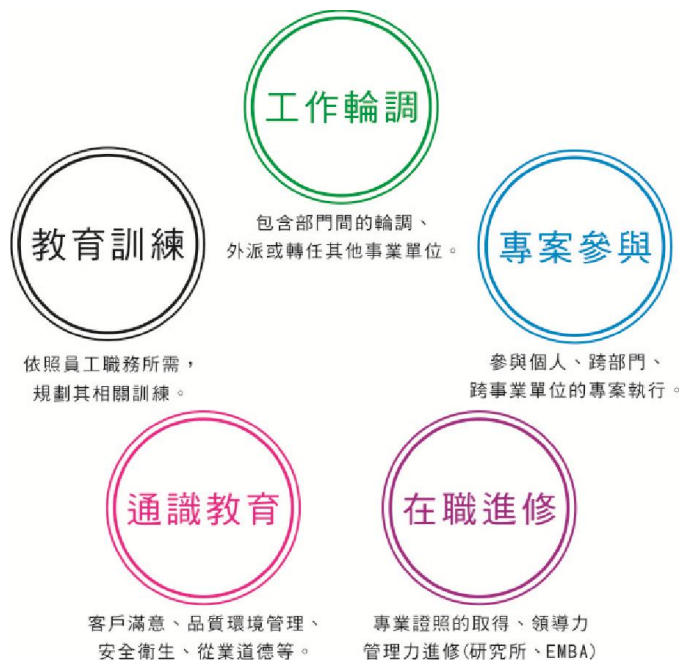 工作輪調
包含部門間的輪調、
外派或轉任其他事業單位。
教育訓練
依照員工職務所需，
規劃其相關訓練。
專案參與
參與個人、跨部門、
跨事業單位的專案執行。
通識教育
客戶滿意、品質環境管理、
安全衛生、從業道德等。
在職進修
專業證照的取得、領導力
管理力進修(研究所、EMBA)